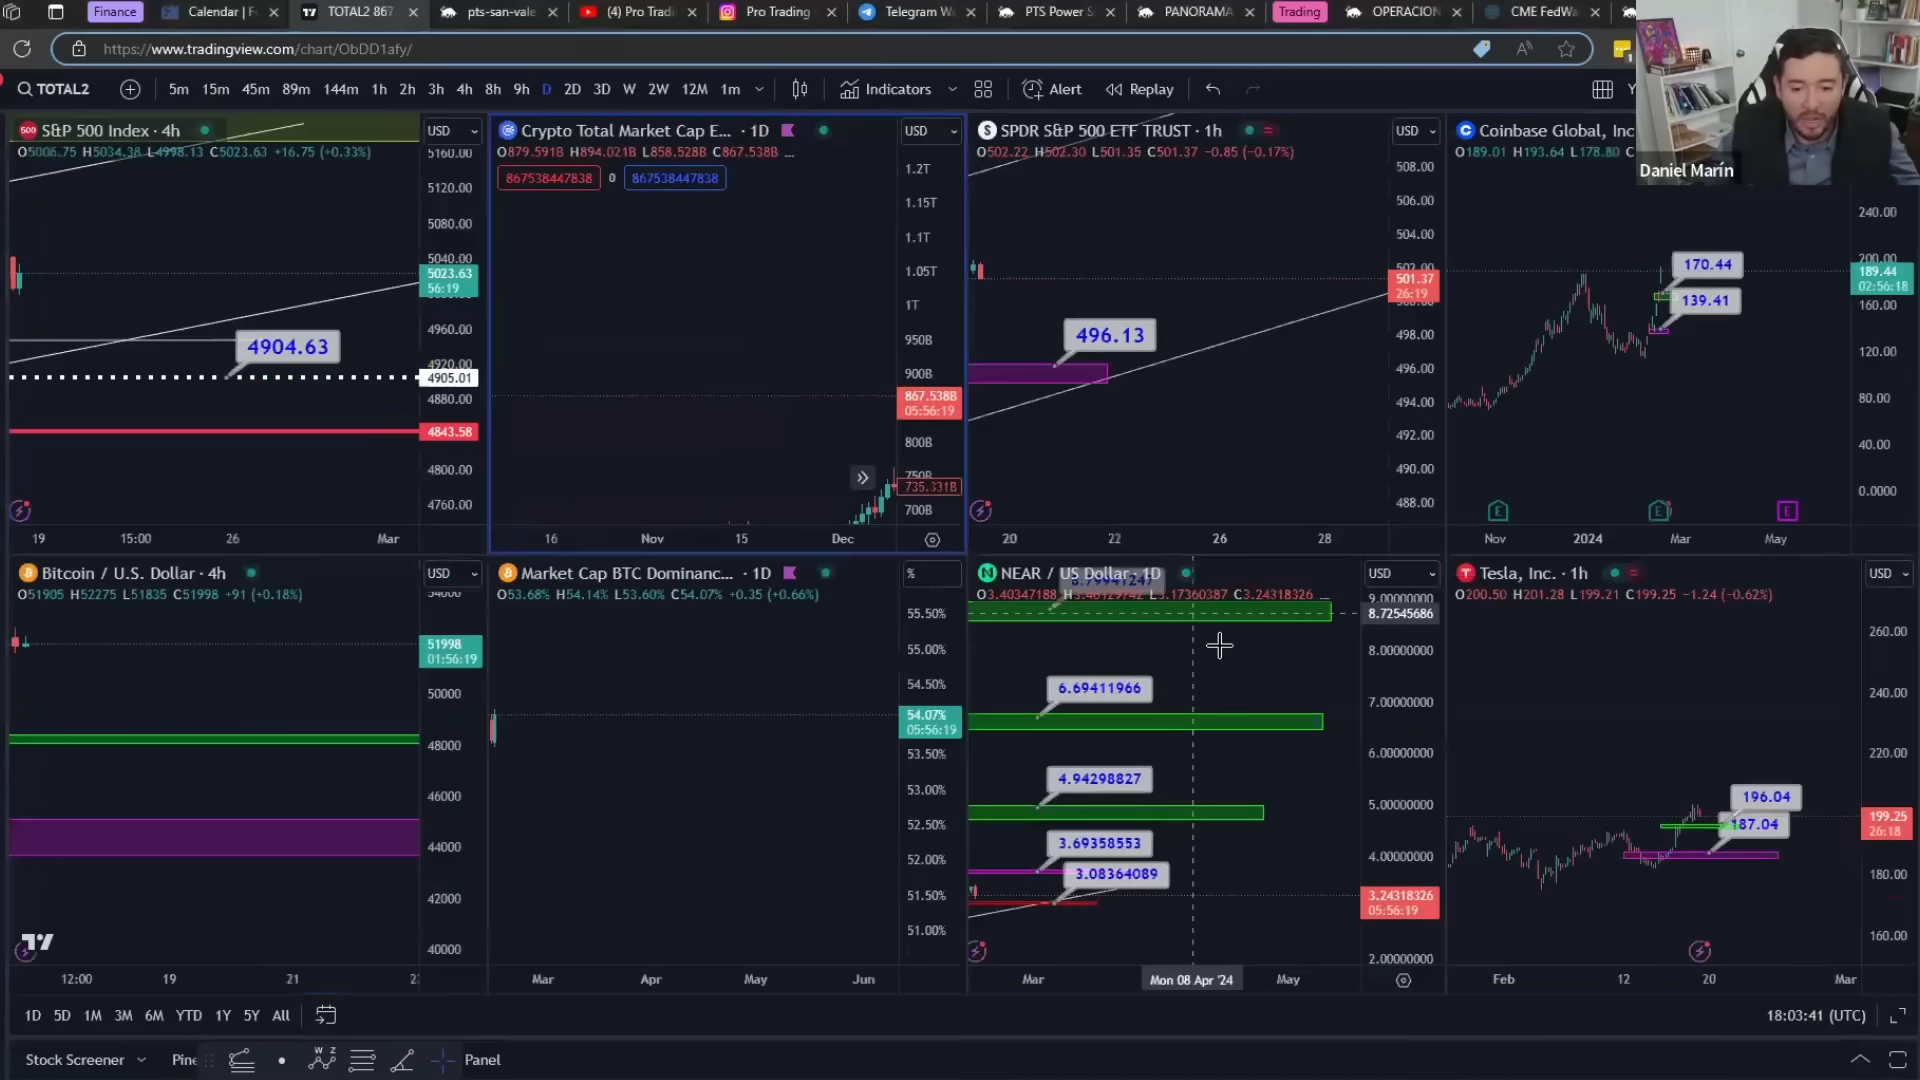 Finance
Calendar | F
TOTAL2 867
pts-san-vale
(4) Pro Tradi
Pro Trading
Telegram W
PTS Power S
PANORAMA
Trading
OPERACION
CME FedWa
https://www.tradingview.com/chart/ObDD1afy/
TOTAL2
5m 15m 45m 89m 144m 1h 2h 3h 4h 8h 9h D 2D 3D W 2W 12M 1m
Indicators
Alert
Replay
Daniel Marín
S&P 500 Index · 4h
USD
O5006.75 H5034.38 L4998.13 C5023.63 +16.75 (+0.33%)
5160.00
5120.00
5080.00
5040.00
5023.63
56:19
4960.00
4904.63
4920.00
4905.01
4880.00
4843.58
4800.00
4760.00
19 15:00 26 Mar
Crypto Total Market Cap E... · 1D
USD
O879.591B H894.021B L858.528B C867.538B ...
867538447838 0 867538447838
1.2T
1.15T
1.1T
1.05T
1T
950B
900B
867.538B
05:56:19
800B
750B
735.331B
700B
16 Nov 15 Dec
SPDR S&P 500 ETF TRUST · 1h
USD
O502.22 H502.30 L501.35 C501.37 −0.85 (−0.17%)
508.00
506.00
504.00
502.00
501.37
26:19
498.00
496.13
496.00
494.00
492.00
490.00
488.00
20 22 26 28
Coinbase Global, Inc
O189.01 H193.64 L178.80 C
240.00
200.00
189.44
02:56:18
170.44
139.41
160.00
120.00
80.00
40.00
0.0000
E E E
Nov 2024 Mar May
Bitcoin / U.S. Dollar · 4h
USD
O51905 H52275 L51835 C51998 +91 (+0.18%)
54000
51998
01:56:19
50000
48000
46000
44000
42000
40000
12:00 19 21
Market Cap BTC Dominanc... · 1D
%
O53.68% H54.14% L53.60% C54.07% +0.35 (+0.66%)
55.50%
55.00%
54.50%
54.07%
05:56:19
53.50%
53.00%
52.50%
52.00%
51.50%
51.00%
Mar Apr May Jun
NEAR / US Dollar · 1D
USD
O3.40347188 H3.46129742 L3.17360387 C3.24318326 ...
9.00000000
8.72545686
8.00000000
6.69411966
7.00000000
6.00000000
4.94298827
5.00000000
3.69358553
4.00000000
3.08364089
3.24318326
05:56:19
2.00000000
Mar Mon 08 Apr '24 May
Tesla, Inc. · 1h
USD
O200.50 H201.28 L199.21 C199.25 −1.24 (−0.62%)
260.00
240.00
220.00
196.04
187.04
199.25
26:18
180.00
160.00
Feb 12 20 Mar
1D 5D 1M 3M 6M YTD 1Y 5Y All
18:03:41 (UTC)
Stock Screener
Pine
Panel